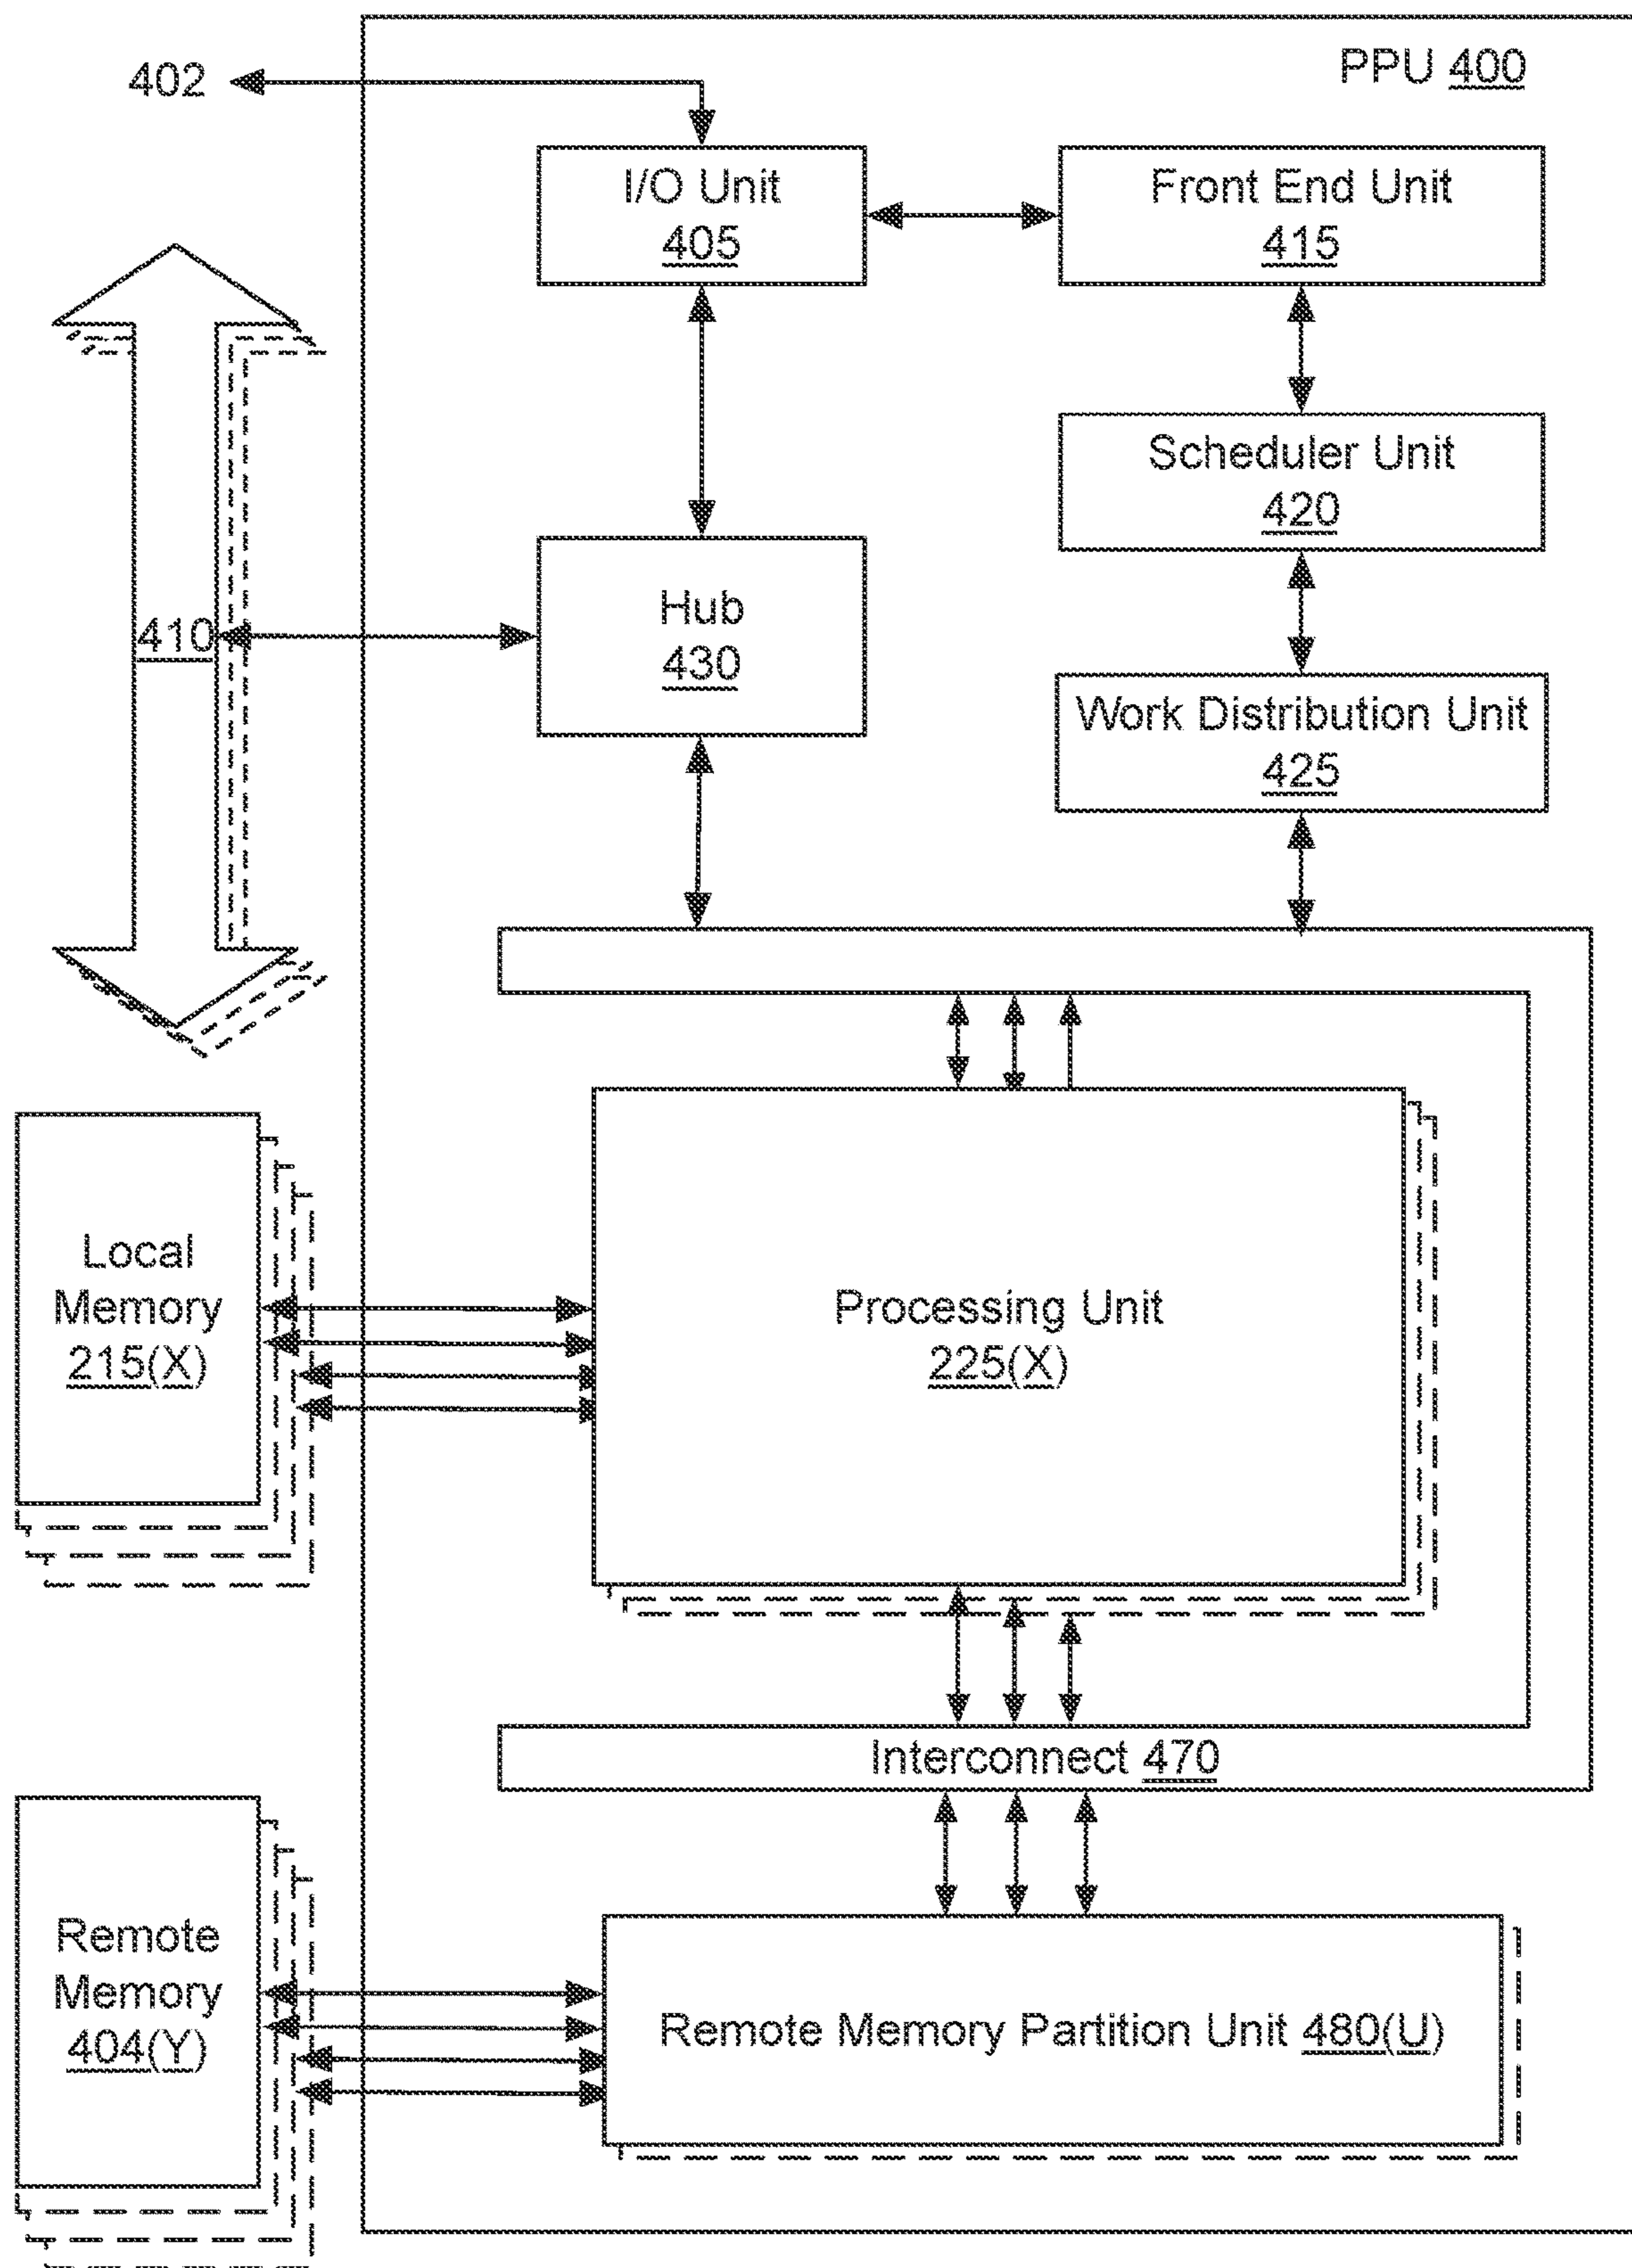 PPU 400
402
I/O Unit
405
Front End Unit
415
Scheduler Unit
420
Hub
430
410
Work Distribution Unit
425
Local
Memory
215(X)
Processing Unit
225(X)
Interconnect 470
Remote
Memory
404(Y)
Remote Memory Partition Unit 480(U)